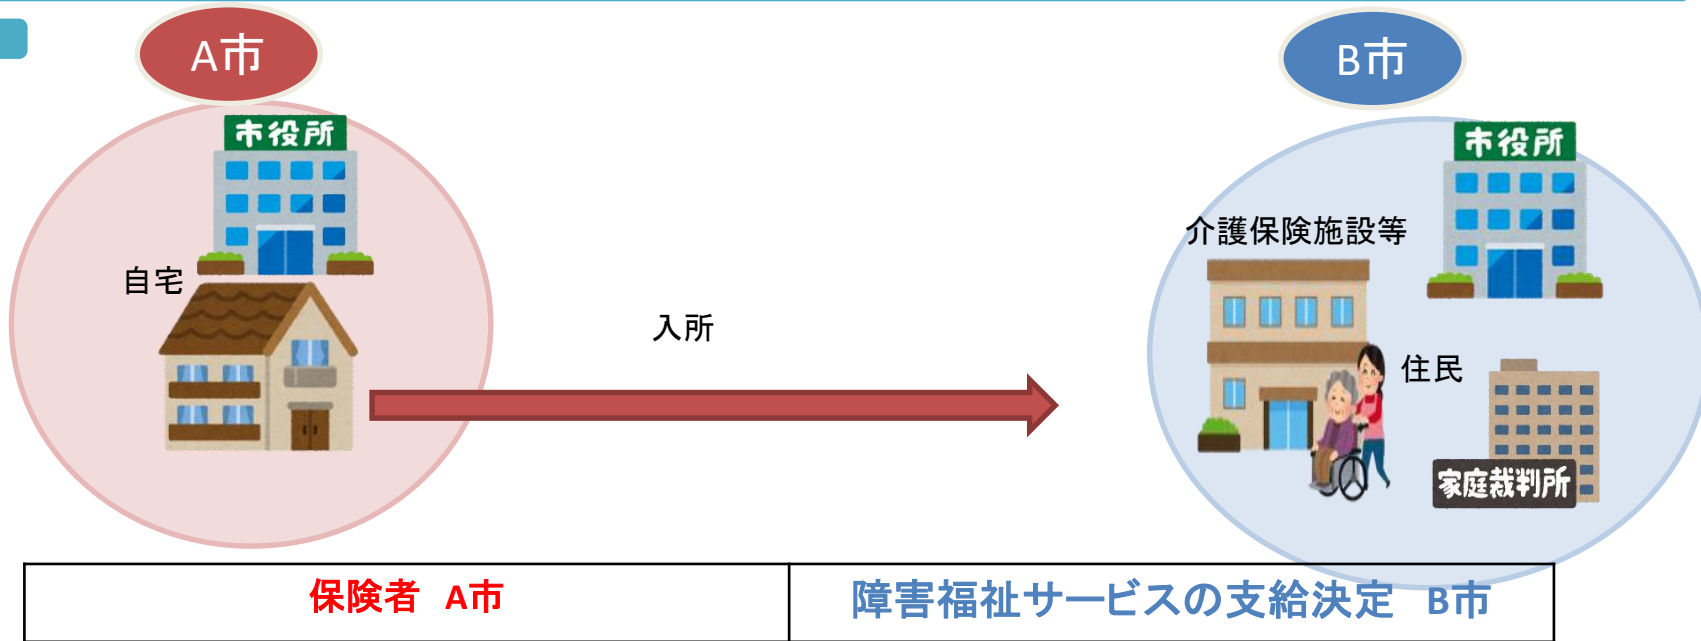 A市
B市
市役所
市役所
介護保険施設等
自宅
入所
住民
家庭裁判所
保険者 A市
障害福祉サービスの支給決定 B市